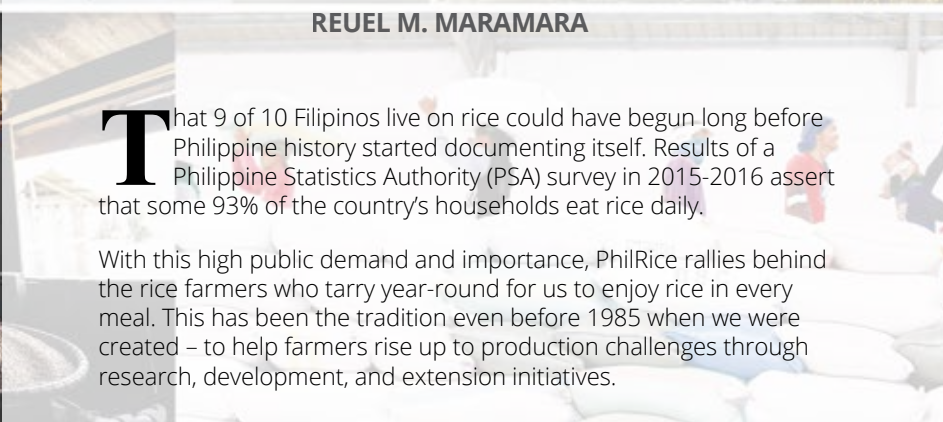 REUEL M. MARAMARA
That 9 of 10 Filipinos live on rice could have begun long before
Philippine history started documenting itself. Results of a
Philippine Statistics Authority (PSA) survey in 2015-2016 assert
that some 93% of the country’s households eat rice daily.
With this high public demand and importance, PhilRice rallies behind
the rice farmers who tarry year-round for us to enjoy rice in every
meal. This has been the tradition even before 1985 when we were
created – to help farmers rise up to production challenges through
research, development, and extension initiatives.